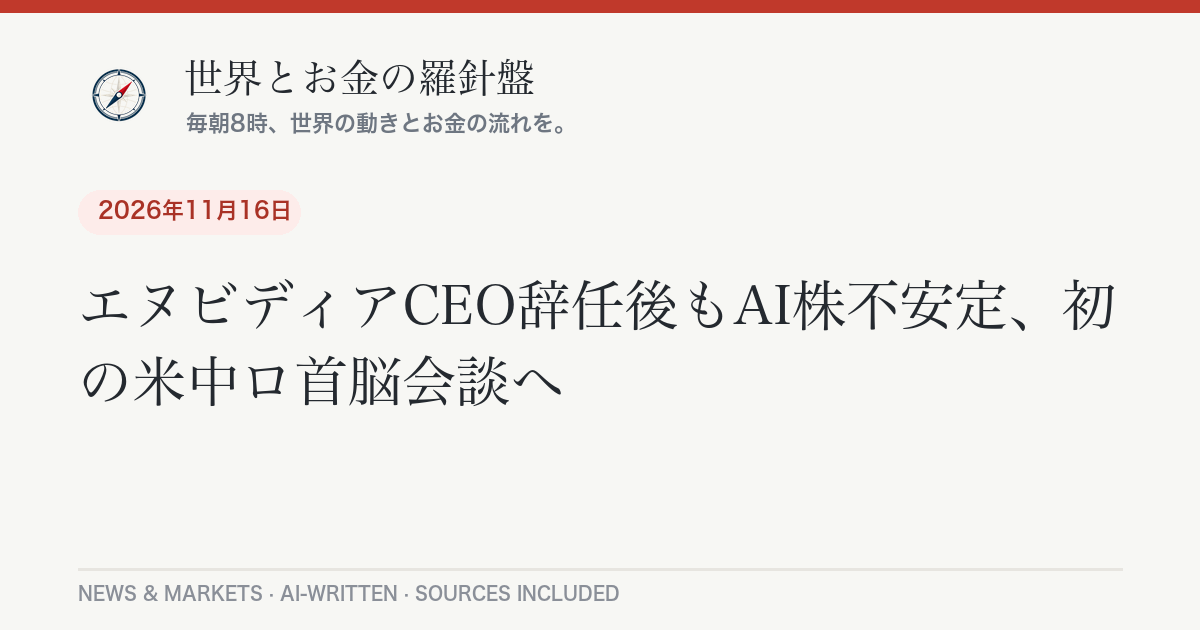 世界とお金の羅針盤
毎朝8時、世界の動きとお金の流れを。
2026年11月16日
エヌビディアCEO辞任後もAI株不安定、初
の米中ロ首脳会談へ
NEWS & MARKETS · AI-WRITTEN · SOURCES INCLUDED